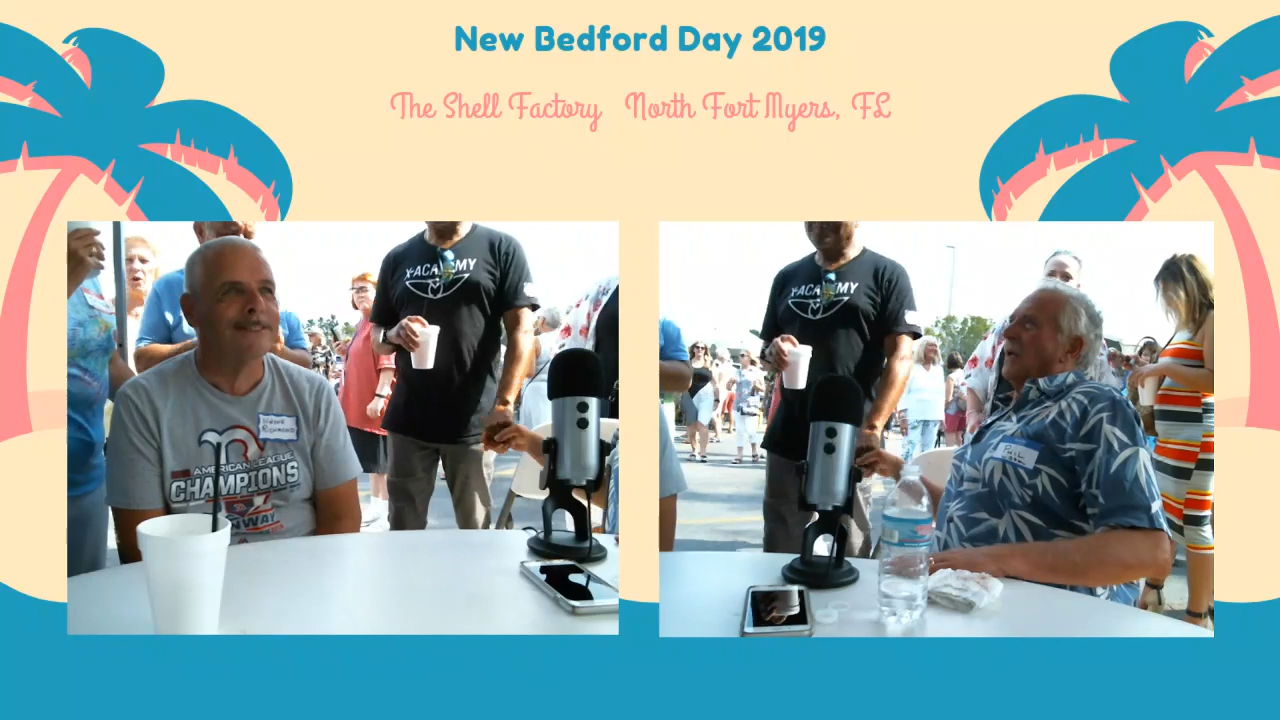 New Bedford Day 2019
The Shell Factory North Fort Myers, FL
X-ACADEMY
AMERICAN LEAGUE
CHAMPIONS
X-ACADEMY